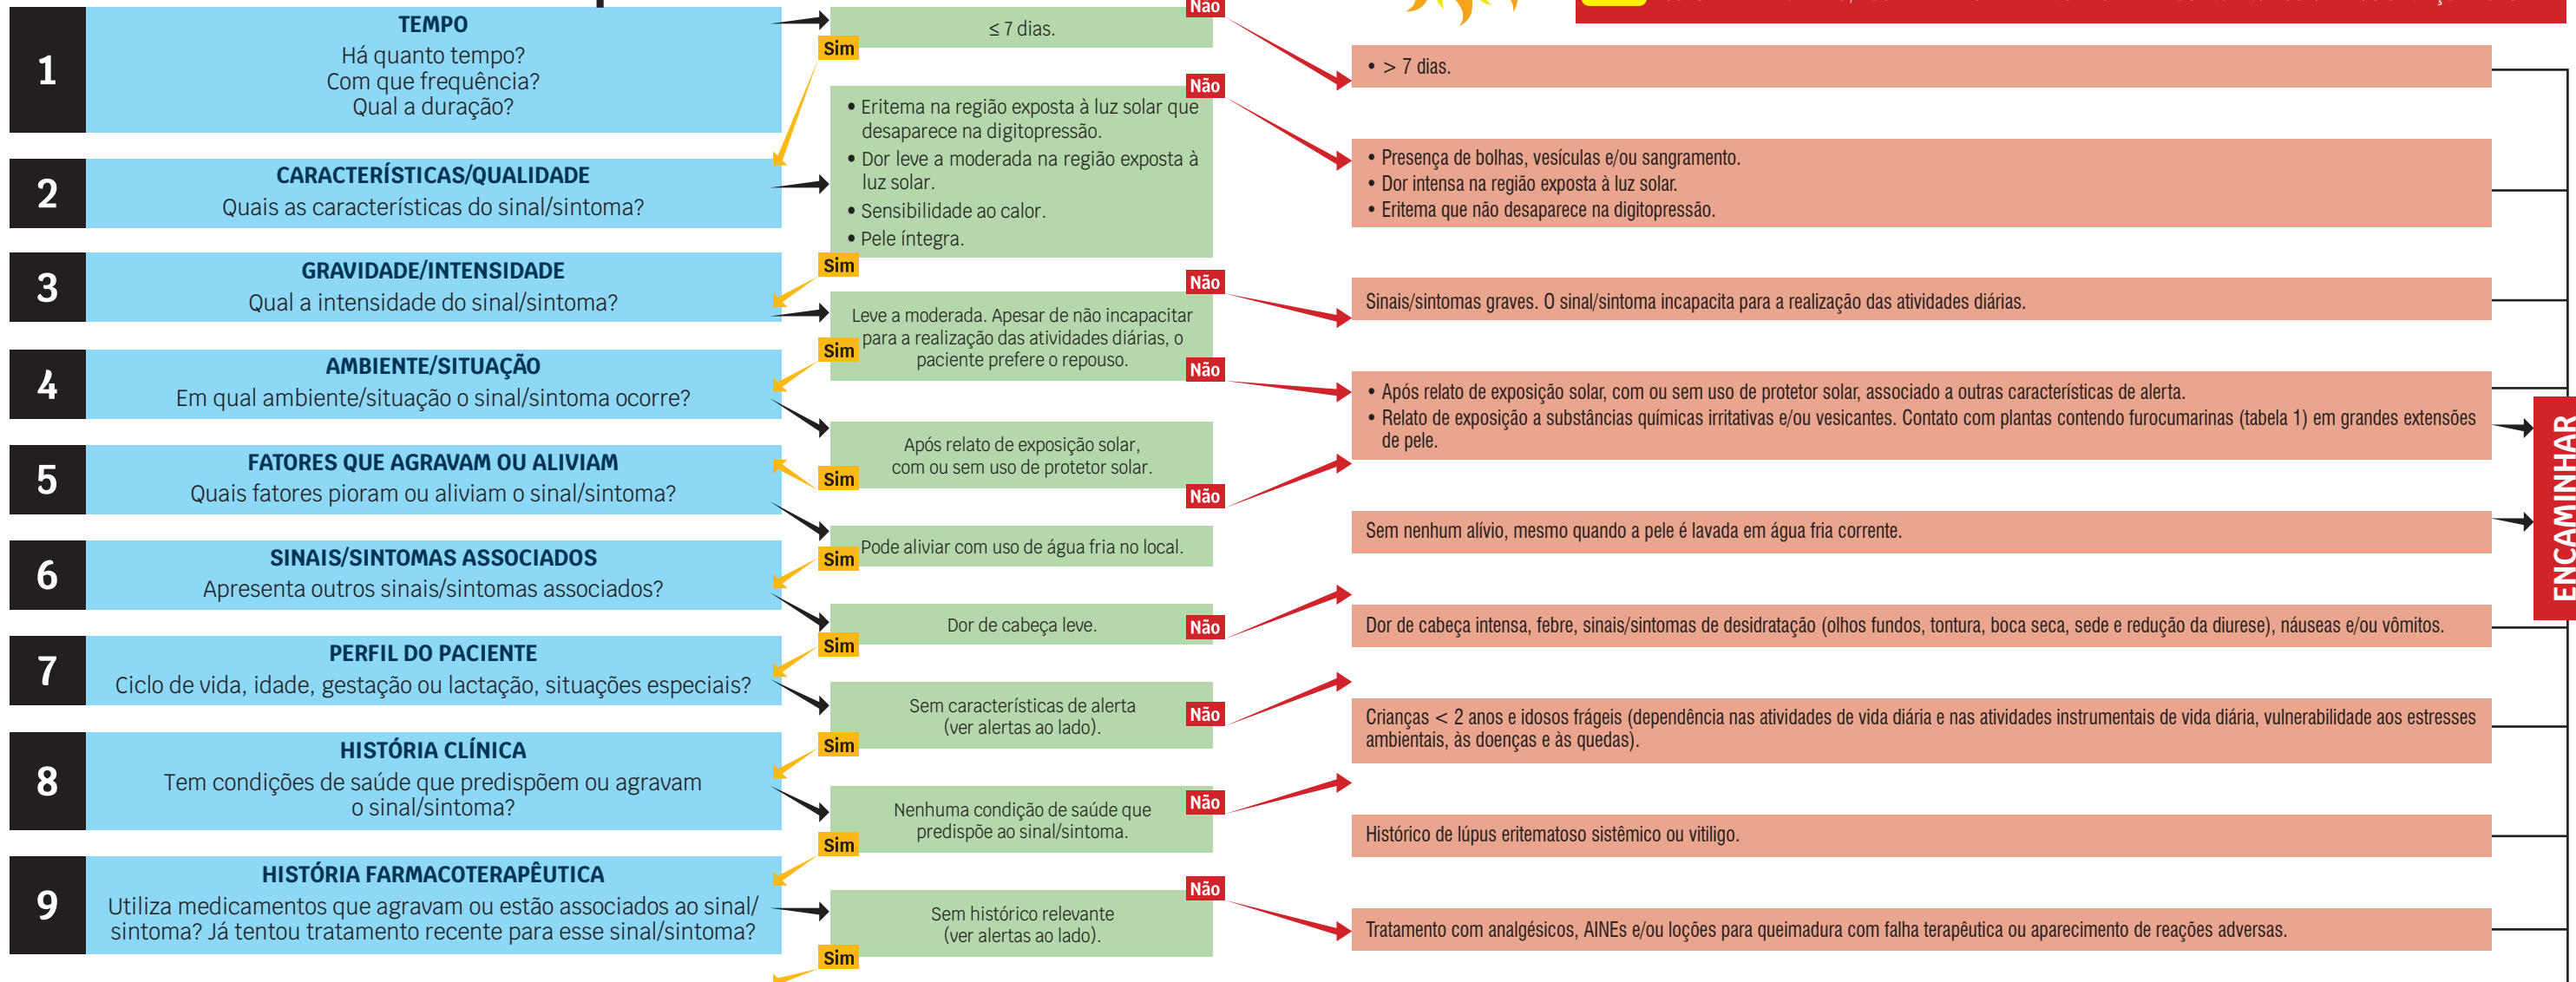 1
TEMPO
Há quanto tempo?
Com que frequência?
Qual a duração?
≤ 7 dias.
Sim
Não
• > 7 dias.
2
CARACTERÍSTICAS/QUALIDADE
Quais as características do sinal/sintoma?
• Eritema na região exposta à luz solar que
desaparece na digitopressão.
• Dor leve a moderada na região exposta à
luz solar.
• Sensibilidade ao calor.
• Pele íntegra.
Sim
Não
• Presença de bolhas, vesículas e/ou sangramento.
• Dor intensa na região exposta à luz solar.
• Eritema que não desaparece na digitopressão.
3
GRAVIDADE/INTENSIDADE
Qual a intensidade do sinal/sintoma?
Leve a moderada. Apesar de não incapacitar
para a realização das atividades diárias, o
paciente prefere o repouso.
Sim
Não
Sinais/sintomas graves. O sinal/sintoma incapacita para a realização das atividades diárias.
4
AMBIENTE/SITUAÇÃO
Em qual ambiente/situação o sinal/sintoma ocorre?
Após relato de exposição solar,
com ou sem uso de protetor solar.
Sim
Não
• Após relato de exposição solar, com ou sem uso de protetor solar, associado a outras características de alerta.
• Relato de exposição a substâncias químicas irritativas e/ou vesicantes. Contato com plantas contendo furocumarinas (tabela 1) em grandes extensões
de pele.
5
FATORES QUE AGRAVAM OU ALIVIAM
Quais fatores pioram ou aliviam o sinal/sintoma?
Pode aliviar com uso de água fria no local.
Sim
Não
Sem nenhum alívio, mesmo quando a pele é lavada em água fria corrente.
6
SINAIS/SINTOMAS ASSOCIADOS
Apresenta outros sinais/sintomas associados?
Dor de cabeça leve.
Sim
Não
Dor de cabeça intensa, febre, sinais/sintomas de desidratação (olhos fundos, tontura, boca seca, sede e redução da diurese), náuseas e/ou vômitos.
7
PERFIL DO PACIENTE
Ciclo de vida, idade, gestação ou lactação, situações especiais?
Sem características de alerta
(ver alertas ao lado).
Sim
Não
Crianças < 2 anos e idosos frágeis (dependência nas atividades de vida diária e nas atividades instrumentais de vida diária, vulnerabilidade aos estresses
ambientais, às doenças e às quedas).
8
HISTÓRIA CLÍNICA
Tem condições de saúde que predispõem ou agravam
o sinal/sintoma?
Nenhuma condição de saúde que
predispõe ao sinal/sintoma.
Sim
Não
Histórico de lúpus eritematoso sistêmico ou vitiligo.
9
HISTÓRIA FARMACOTERAPÊUTICA
Utiliza medicamentos que agravam ou estão associados ao sinal/
sintoma? Já tentou tratamento recente para esse sinal/sintoma?
Sem histórico relevante
(ver alertas ao lado).
Sim
Não
Tratamento com analgésicos, AINEs e/ou loções para queimadura com falha terapêutica ou aparecimento de reações adversas.
ENCAMINHAR